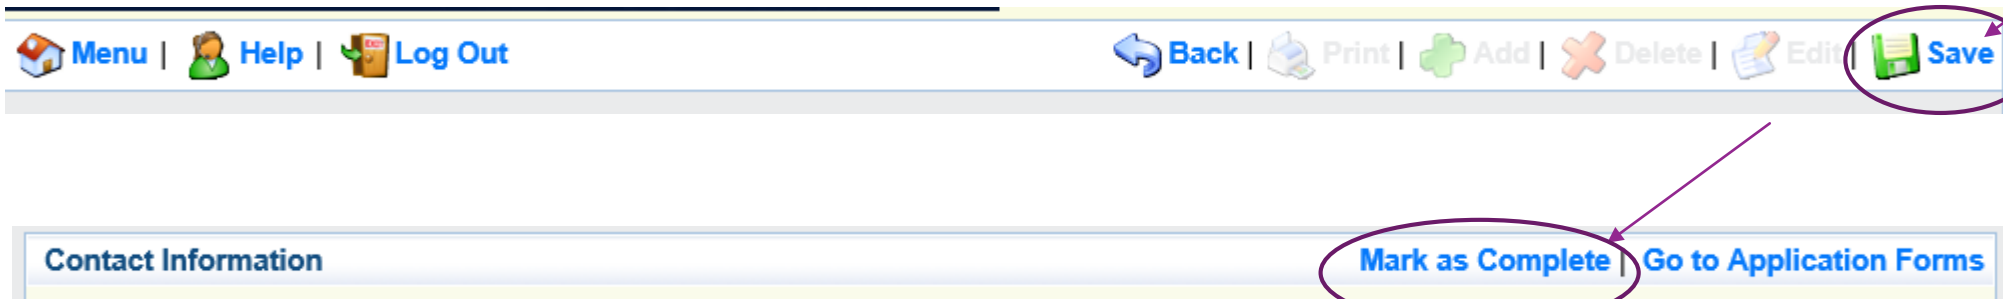 Menu | Help | Log Out Back | Print | Add | Delete | Edit | Save
Contact Information Mark as Complete | Go to Application Forms